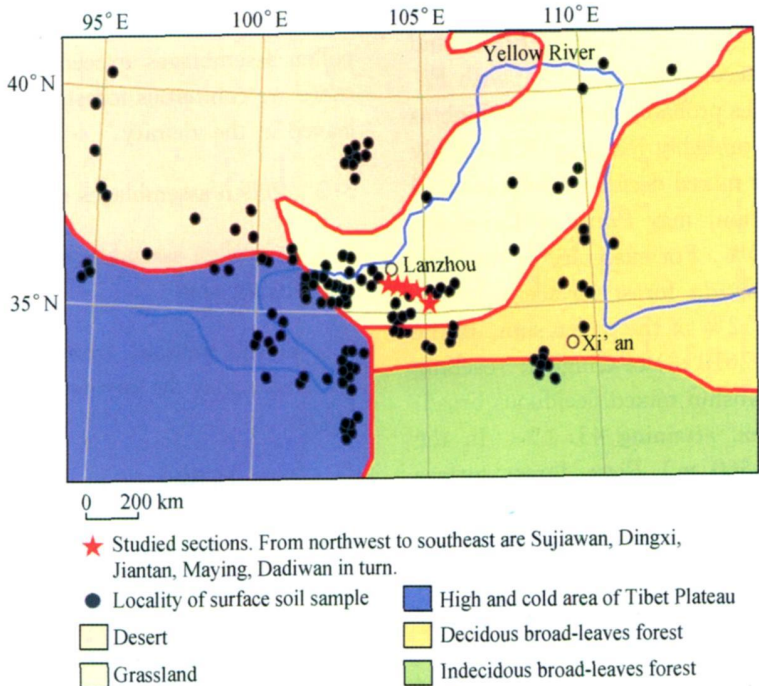 95°E 100°E 105°E 110°E
40°N
Yellow River
Lanzhou
35°N
Xi' an
0 200 km
Studied sections. From northwest to southeast are Sujiawan, Dingxi,
Jiantan, Maying, Dadiwan in turn.
Locality of surface soil sample
High and cold area of Tibet Plateau
Desert
Decidous broad-leaves forest
Grassland
Indecidous broad-leaves forest